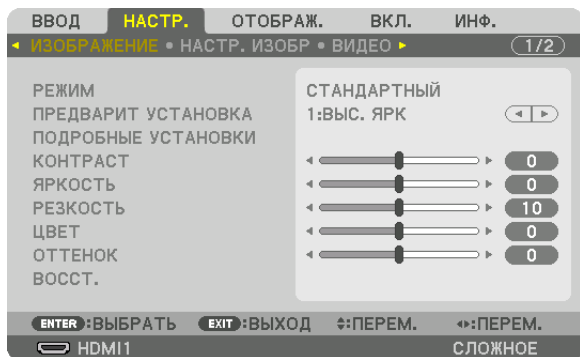 ВВОД НАСТР. ОТОБРАЖ. ВКЛ. ИНФ.
ИЗОБРАЖЕНИЕ • НАСТР. ИЗОБР • ВИДЕО 1/2
РЕЖИМ СТАНДАРТНЫЙ
ПРЕДВАРИТ УСТАНОВКА 1:ВЫС. ЯРК
ПОДРОБНЫЕ УСТАНОВКИ
КОНТРАСТ 0
ЯРКОСТЬ 0
РЕЗКОСТЬ 10
ЦВЕТ 0
ОТТЕНОК 0
ВОССТ.
ENTER :ВЫБРАТЬ EXIT :ВЫХОД :ПЕРЕМ. :ПЕРЕМ.
HDMI1 СЛОЖНОЕ